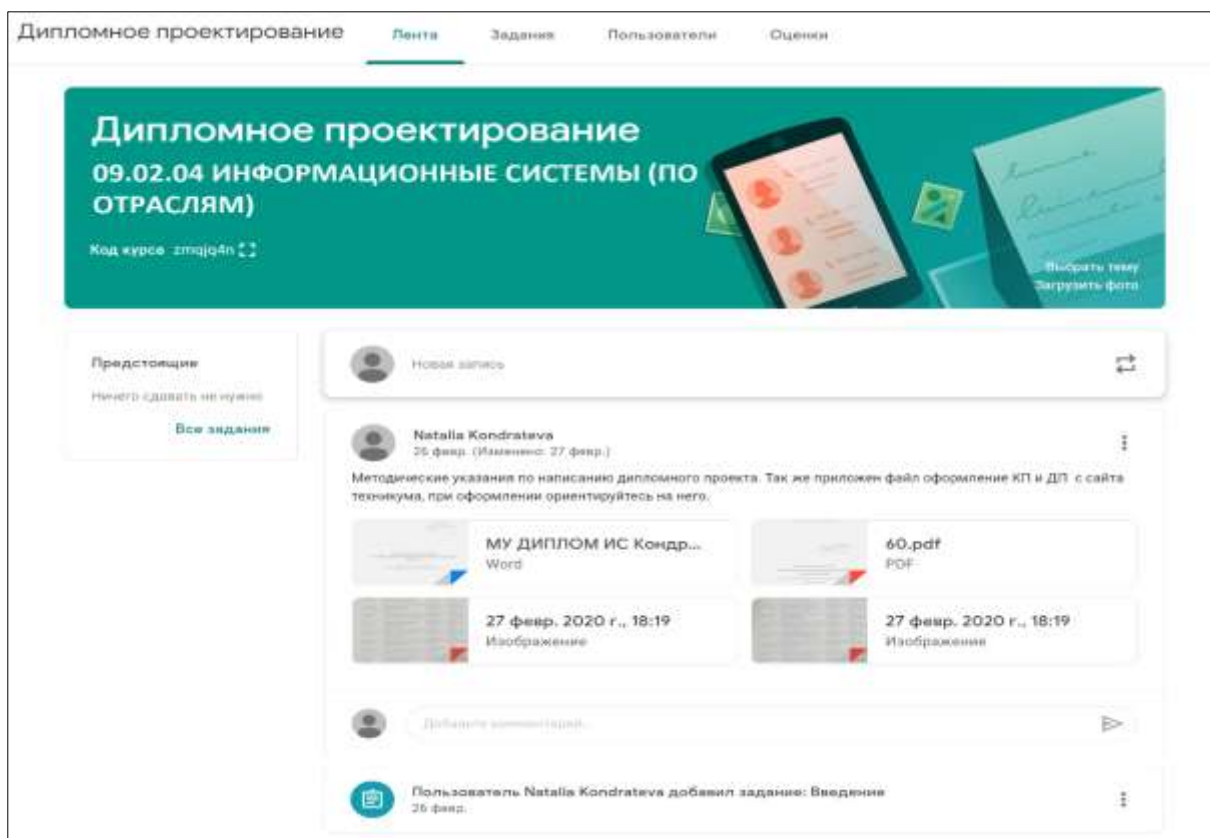 Дипломное проектирование Лента Задания Пользователи Оценки
Дипломное проектирование
09.02.04 ИНФОРМАЦИОННЫЕ СИСТЕМЫ (ПО
ОТРАСЛЯМ)
Код курса zmqjq4n
Выбрать тему
Загрузить фото
Предстоящие
Ничего сдавать не нужно
Все задания
Новая запись
Natalia Kondrateva
26 февр. (Изменено: 27 февр.)
Методические указания по написанию дипломного проекта. Так же приложен файл оформление КП и ДП с сайта
техникума, при оформлении ориентируйтесь на него.
МУ ДИПЛОМ ИС Кондр...
Word
60.pdf
PDF
27 февр. 2020 г., 18:19
Изображение
27 февр. 2020 г., 18:19
Изображение
Добавьте комментарий...
Пользователь Natalia Kondrateva добавил задание: Введение
26 февр.